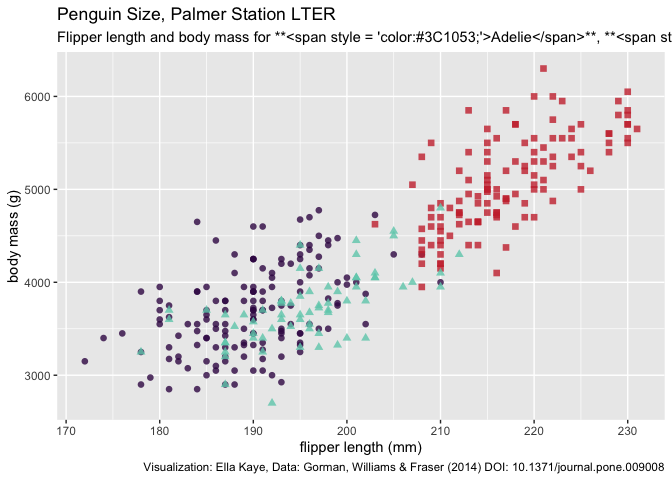 Penguin Size, Palmer Station LTER
Flipper length and body mass for **<span style = 'color:#3C1053;'>Adelie</span>**, **<span st
6000
5000
4000
3000
body mass (g)
170 180 190 200 210 220 230
flipper length (mm)
Visualization: Ella Kaye, Data: Gorman, Williams & Fraser (2014) DOI: 10.1371/journal.pone.009008